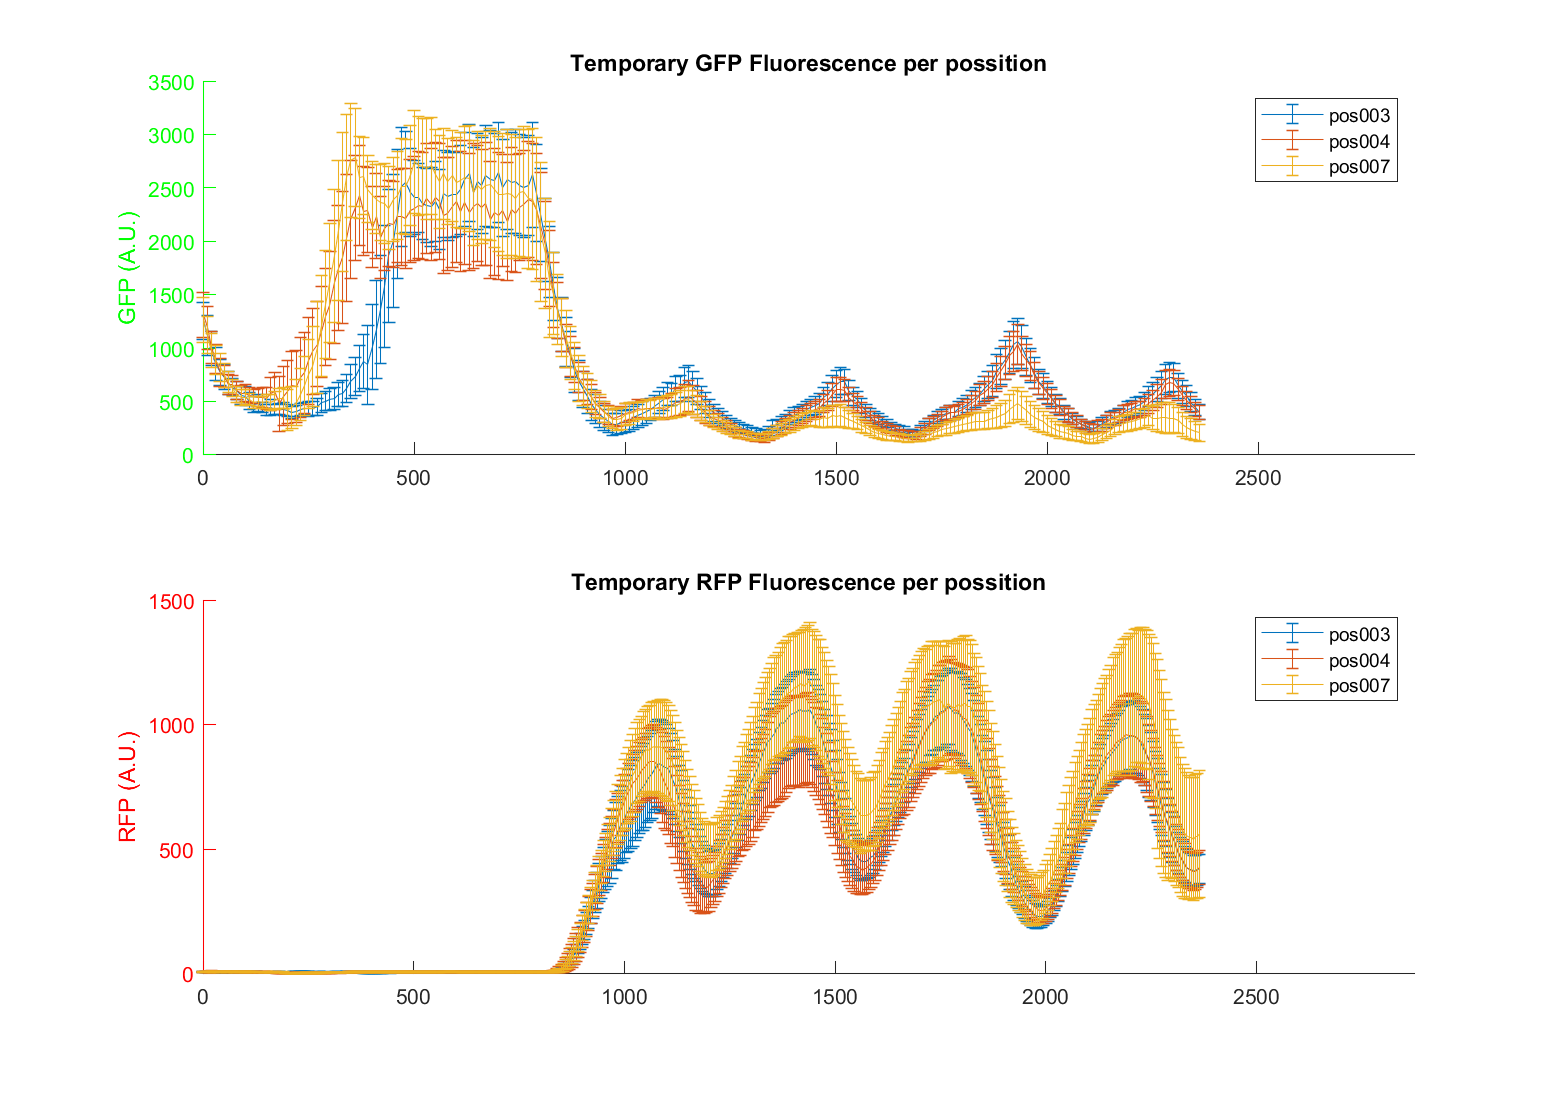 Temporary GFP Fluorescence per possition
3500
3000
2500
2000
1500
1000
500
0
GFP (A.U.)
0 500 1000 1500 2000 2500
pos003
pos004
pos007
Temporary RFP Fluorescence per possition
1500
1000
500
0
RFP (A.U.)
0 500 1000 1500 2000 2500
pos003
pos004
pos007